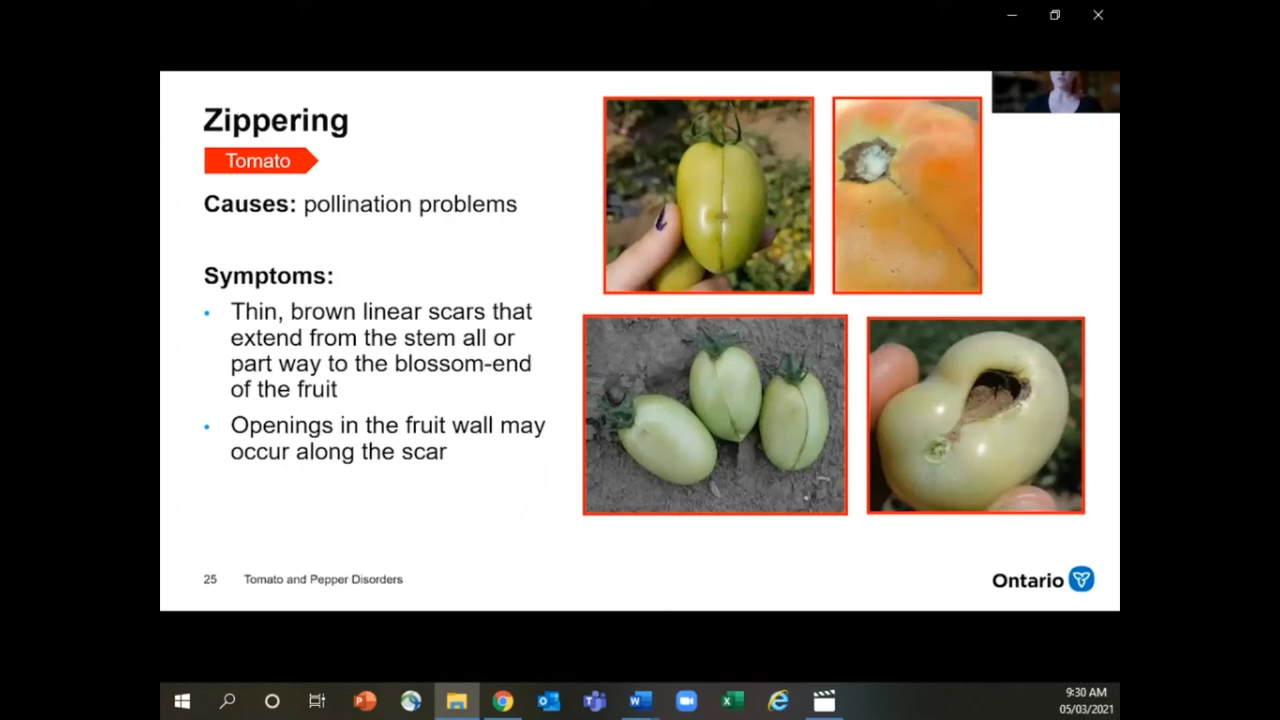 Zippering
Tomato
Causes: pollination problems
Symptoms:
• Thin, brown linear scars that
extend from the stem all or
part way to the blossom-end
of the fruit
• Openings in the fruit wall may
occur along the scar
25 Tomato and Pepper Disorders
Ontario
9:30 AM
05/03/2021